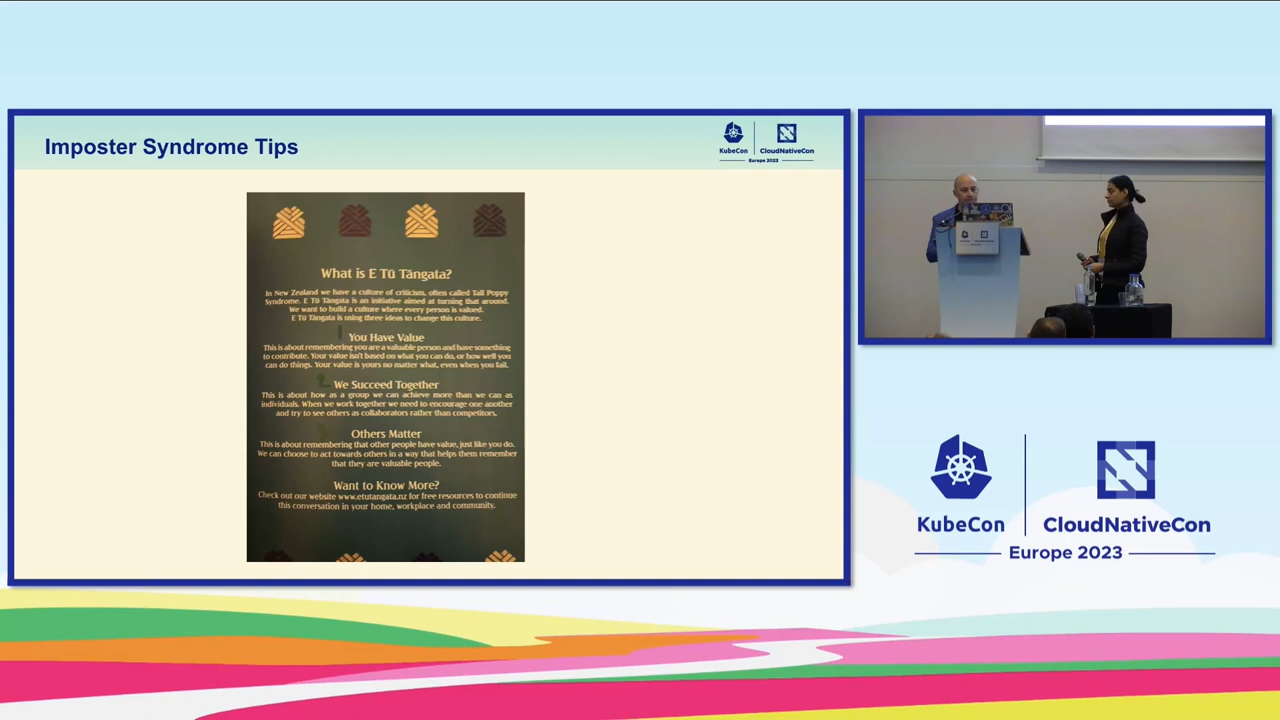 Imposter Syndrome Tips
KubeCon
CloudNativeCon
Europe 2023
What is E Tū Tāngata?
In New Zealand we have a culture of criticism, often called Tall Poppy
Syndrome. E Tū Tāngata is an initiative aimed at turning that around.
We want to build a culture where every person is valued.
E Tū Tāngata is using three ideas to change this culture.
You Have Value
This is about remembering you are a valuable person and have something
to contribute. Your value isn't based on what you can do, or how well you
can do things. Your value is yours no matter what, even when you fail.
We Succeed Together
This is about how as a group we can achieve more than we can as
individuals. When we work together we need to encourage one another
and try to see others as collaborators rather than competitors.
Others Matter
This is about remembering that other people have value, just like you do.
We can choose to act towards others in a way that helps them remember
that they are valuable people.
Want to Know More?
Check out our website www.etutangata.nz for free resources to continue
this conversation in your home, workplace and community.
KubeCon
CloudNativeCon
Europe 2023